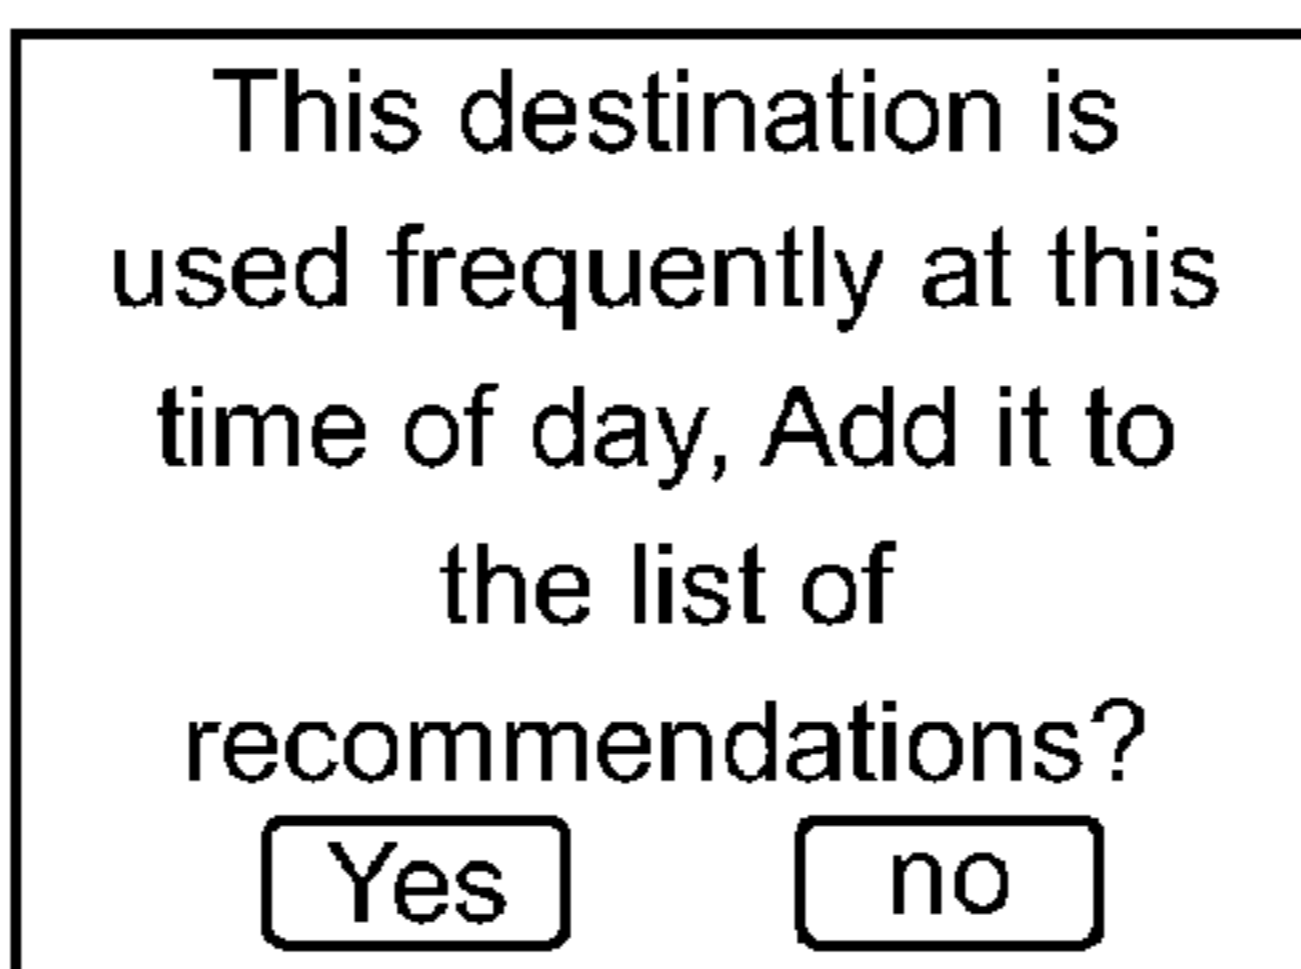 This destination is
used frequently at this
time of day, Add it to
the list of
recommendations?
Yes no